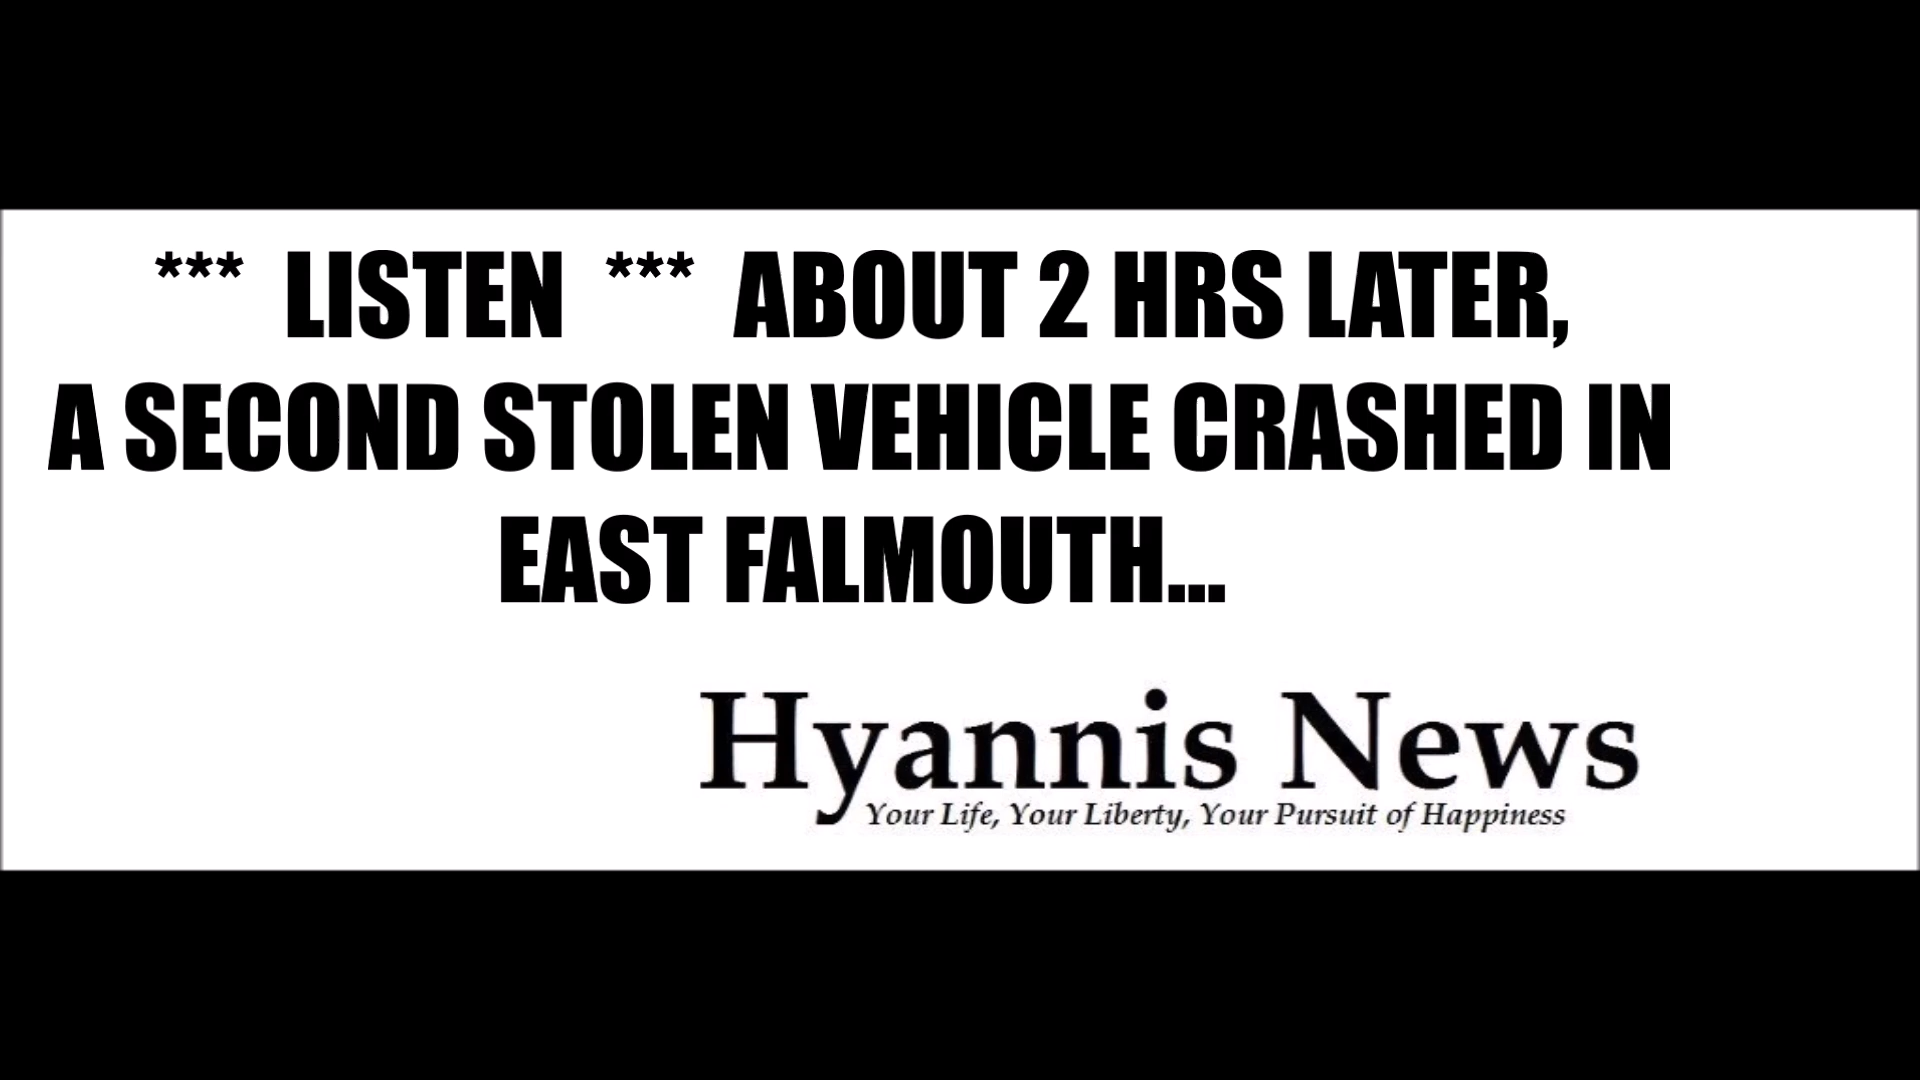 *** LISTEN *** ABOUT 2 HRS LATER,
A SECOND STOLEN VEHICLE CRASHED IN
EAST FALMOUTH...
Hyannis News
Your Life, Your Liberty, Your Pursuit of Happiness